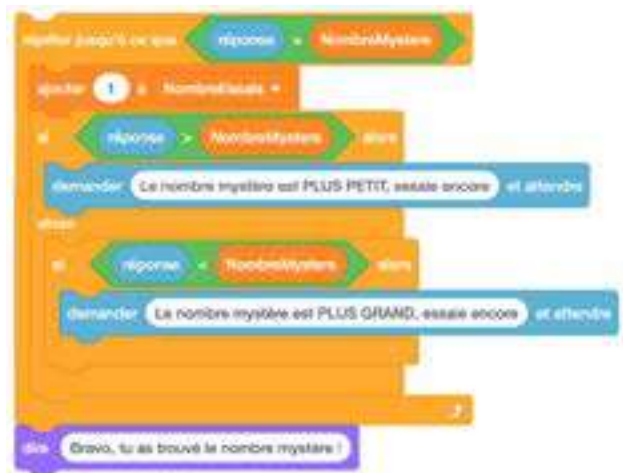 répéter jusqu'à ce que réponse = NombreMystere
ajouter 1 à NombreEssais
si réponse > NombreMystere alors
demander Le nombre mystère est PLUS PETIT, essaie encore et attendre
sinon
si réponse < NombreMystere alors
demander Le nombre mystère est PLUS GRAND, essaie encore et attendre
dire Bravo, tu as trouvé le nombre mystère !